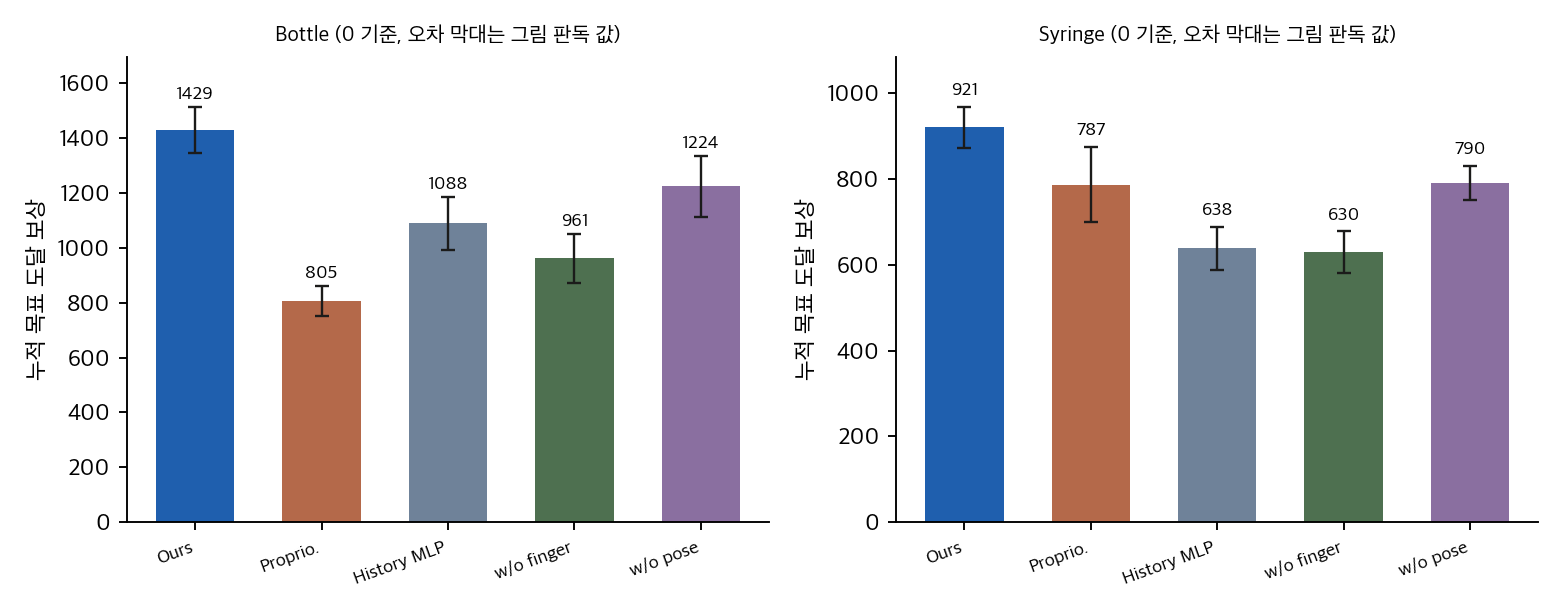 Bottle (0 기준, 오차 막대는 그림 판독 값)
누적 목표 도달 보상
1600
1400
1200
1000
800
600
400
200
0
1429
805
1088
961
1224
Ours
Proprio.
History MLP
w/o finger
w/o pose
Syringe (0 기준, 오차 막대는 그림 판독 값)
누적 목표 도달 보상
1000
800
600
400
200
0
921
787
638
630
790
Ours
Proprio.
History MLP
w/o finger
w/o pose